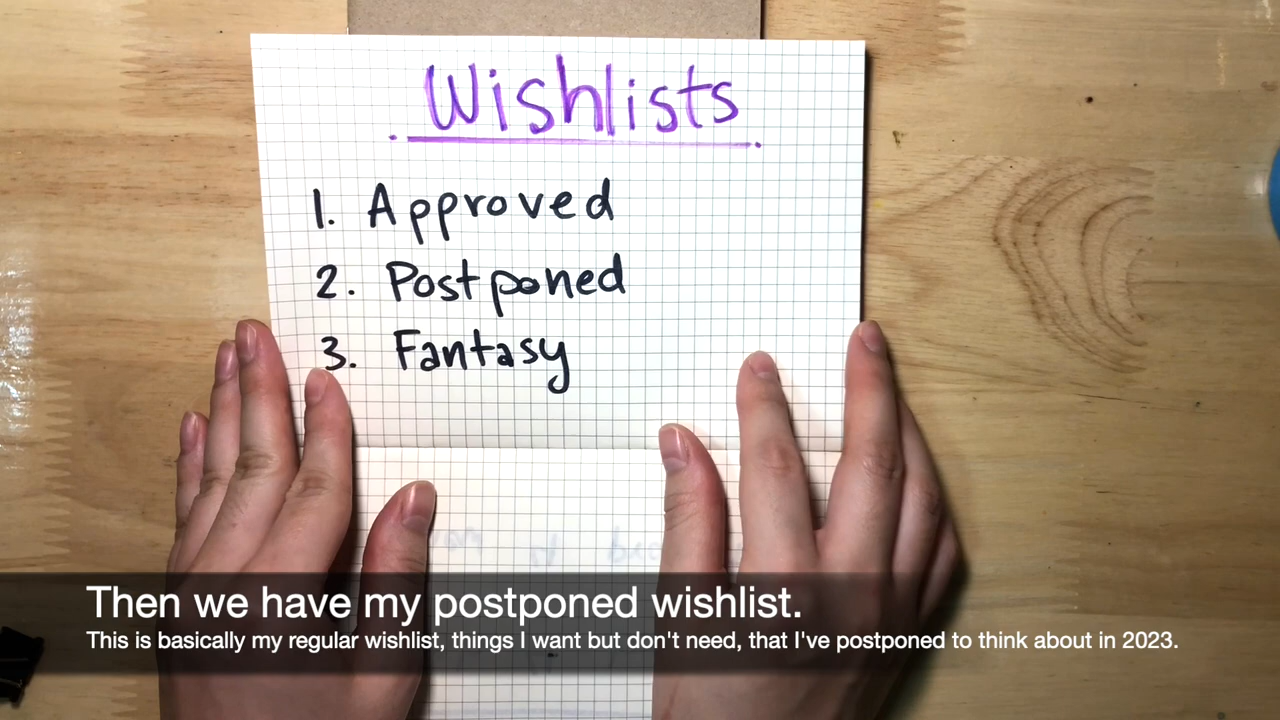 Wishlists
1. Approved
2. Postponed
3. Fantasy
Then we have my postponed wishlist.
This is basically my regular wishlist, things I want but don't need, that I've postponed to think about in 2023.